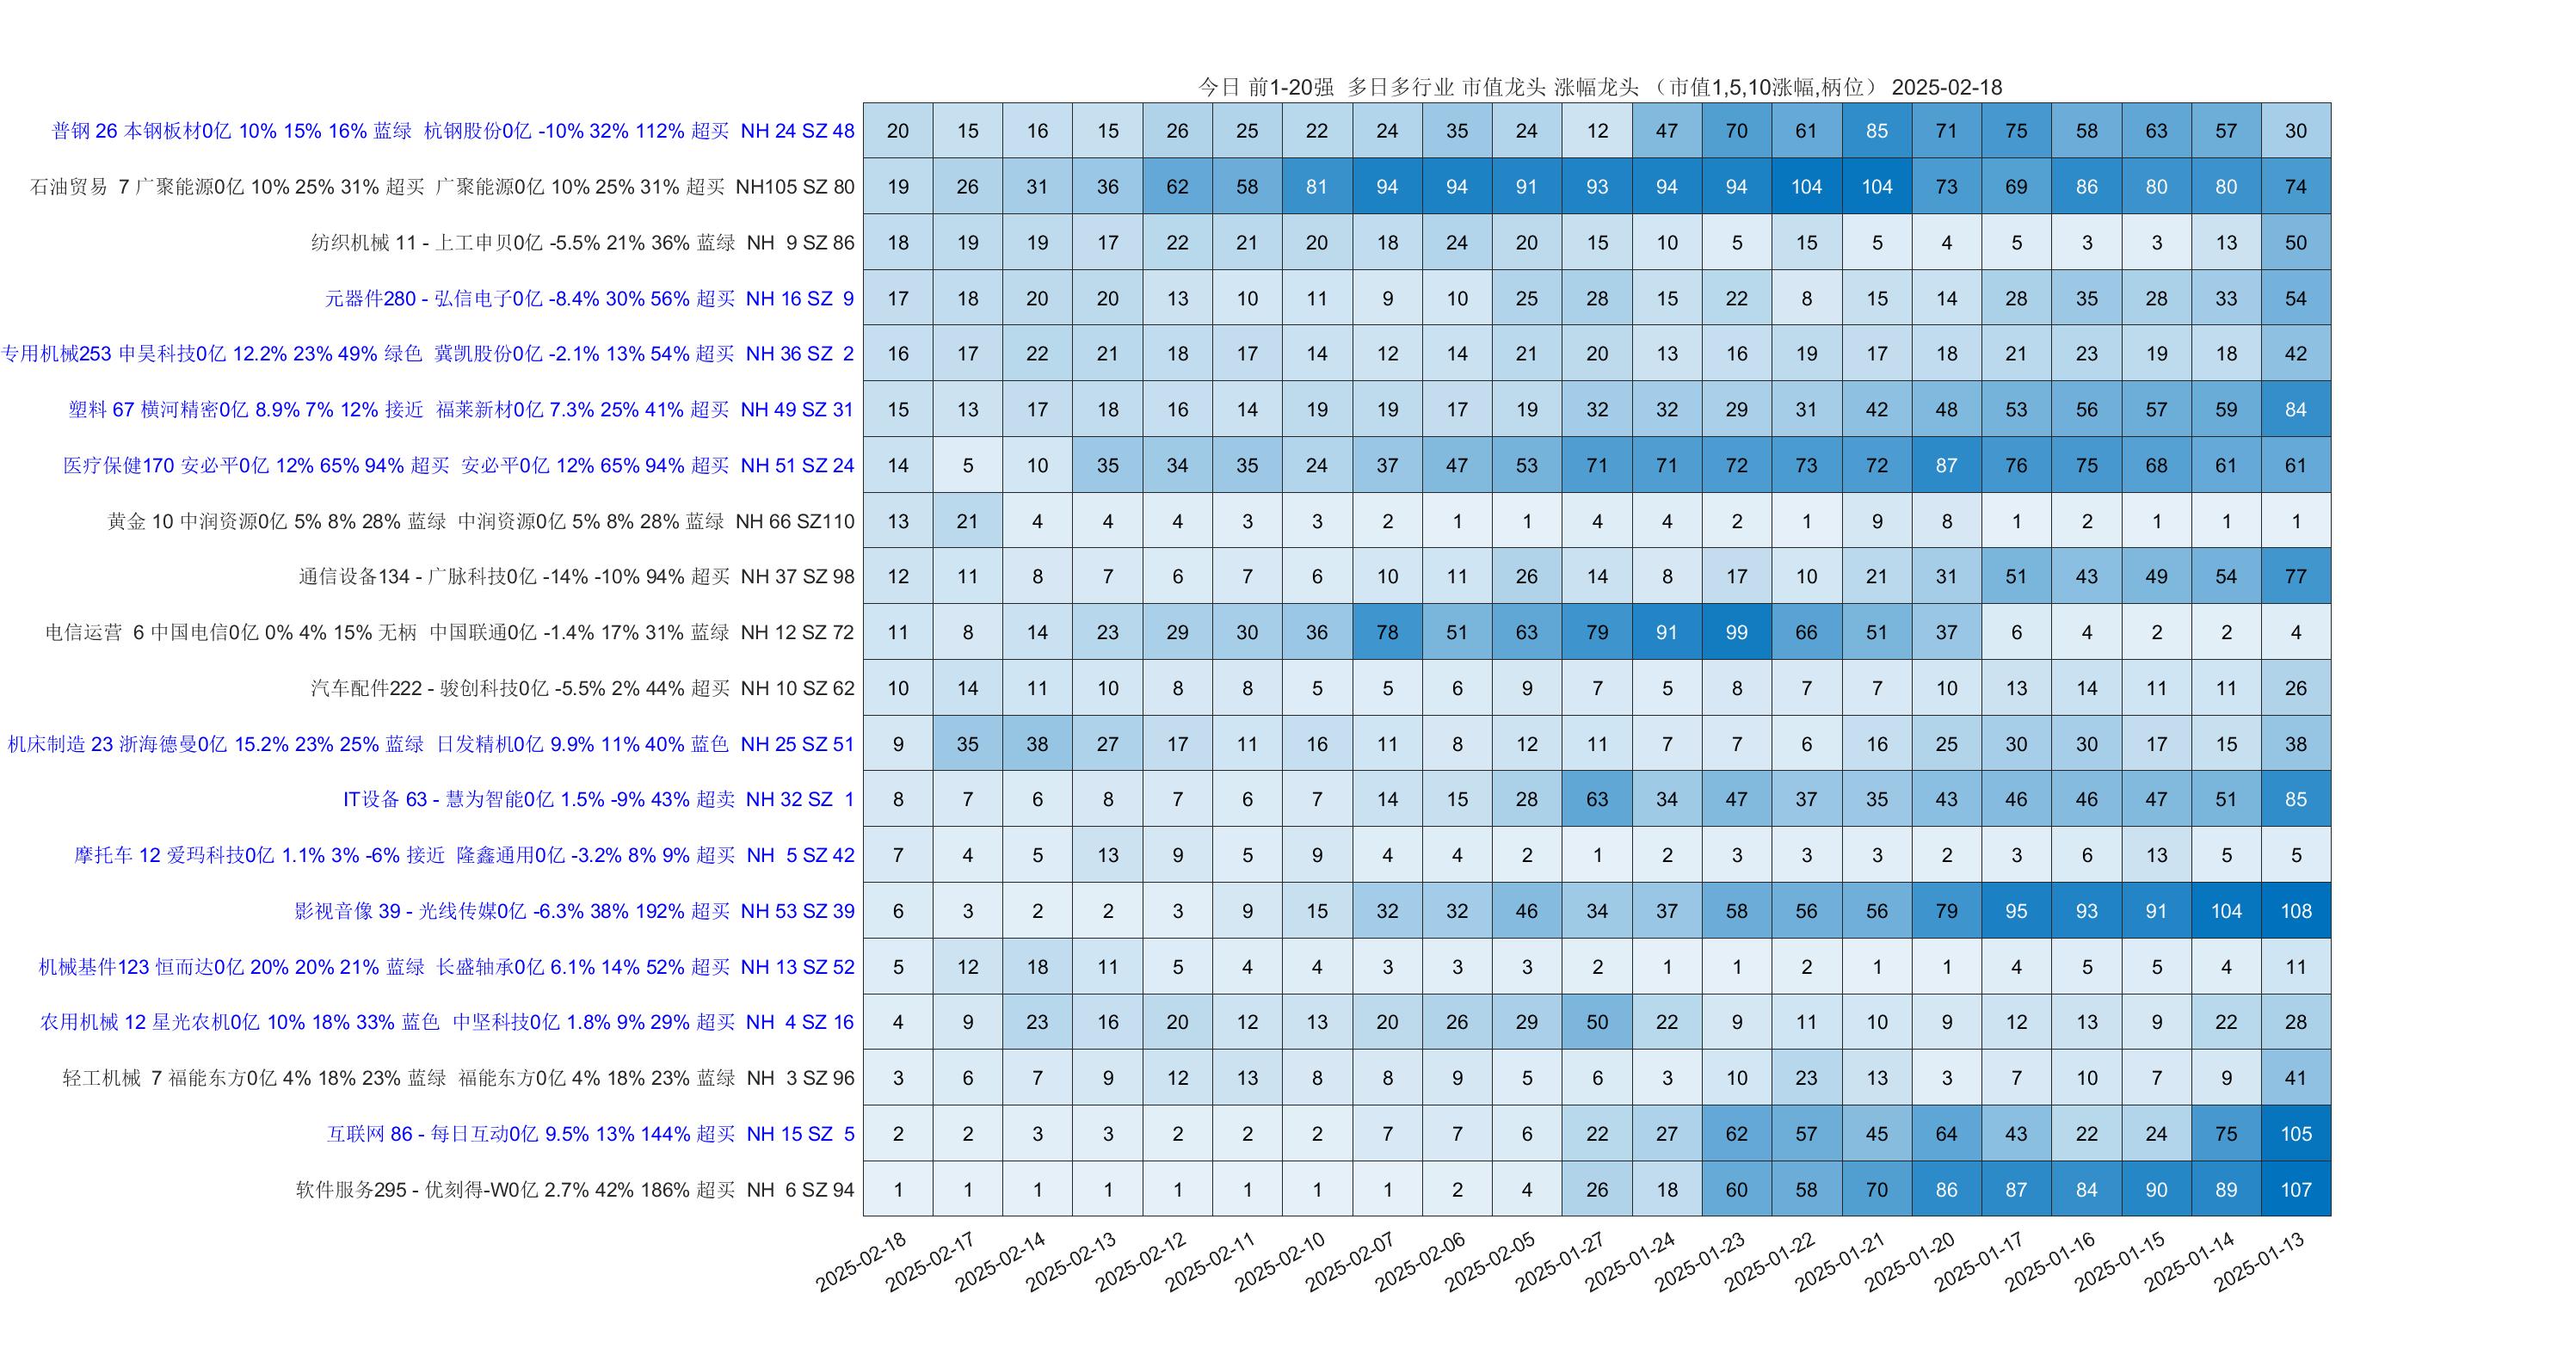 今日 前1-20强 多日多行业 市值龙头 涨幅龙头 （市值1,5,10涨幅,柄位） 2025-02-18
普钢 26 本钢板材0亿 10% 15% 16% 蓝绿 杭钢股份0亿 -10% 32% 112% 超买 NH 24 SZ 48 20 15 16 15 26 25 22 24 35 24 12 47 70 61 85 71 75 58 63 57 30
石油贸易 7 广聚能源0亿 10% 25% 31% 超买 广聚能源0亿 10% 25% 31% 超买 NH105 SZ 80 19 26 31 36 62 58 81 94 94 91 93 94 94 104 104 73 69 86 80 80 74
纺织机械 11 - 上工申贝0亿 -5.5% 21% 36% 蓝绿 NH 9 SZ 86 18 19 19 17 22 21 20 18 24 20 15 10 5 15 5 4 5 3 3 13 50
元器件280 - 弘信电子0亿 -8.4% 30% 56% 超买 NH 16 SZ 9 17 18 20 20 13 10 11 9 10 25 28 15 22 8 15 14 28 35 28 33 54
专用机械253 申昊科技0亿 12.2% 23% 49% 绿色 冀凯股份0亿 -2.1% 13% 54% 超买 NH 36 SZ 2 16 17 22 21 18 17 14 12 14 21 20 13 16 19 17 18 21 23 19 18 42
塑料 67 横河精密0亿 8.9% 7% 12% 接近 福莱新材0亿 7.3% 25% 41% 超买 NH 49 SZ 31 15 13 17 18 16 14 19 19 17 19 32 32 29 31 42 48 53 56 57 59 84
医疗保健170 安必平0亿 12% 65% 94% 超买 安必平0亿 12% 65% 94% 超买 NH 51 SZ 24 14 5 10 35 34 35 24 37 47 53 71 71 72 73 72 87 76 75 68 61 61
黄金 10 中润资源0亿 5% 8% 28% 蓝绿 中润资源0亿 5% 8% 28% 蓝绿 NH 66 SZ110 13 21 4 4 4 3 3 2 1 1 4 4 2 1 9 8 1 2 1 1 1
通信设备134 - 广脉科技0亿 -14% -10% 94% 超买 NH 37 SZ 98 12 11 8 7 6 7 6 10 11 26 14 8 17 10 21 31 51 43 49 54 77
电信运营 6 中国电信0亿 0% 4% 15% 无柄 中国联通0亿 -1.4% 17% 31% 蓝绿 NH 12 SZ 72 11 8 14 23 29 30 36 78 51 63 79 91 99 66 51 37 6 4 2 2 4
汽车配件222 - 骏创科技0亿 -5.5% 2% 44% 超买 NH 10 SZ 62 10 14 11 10 8 8 5 5 6 9 7 5 8 7 7 10 13 14 11 11 26
机床制造 23 浙海德曼0亿 15.2% 23% 25% 蓝绿 日发精机0亿 9.9% 11% 40% 蓝色 NH 25 SZ 51 9 35 38 27 17 11 16 11 8 12 11 7 7 6 16 25 30 30 17 15 38
IT设备 63 - 慧为智能0亿 1.5% -9% 43% 超卖 NH 32 SZ 1 8 7 6 8 7 6 7 14 15 28 63 34 47 37 35 43 46 46 47 51 85
摩托车 12 爱玛科技0亿 1.1% 3% -6% 接近 隆鑫通用0亿 -3.2% 8% 9% 超买 NH 5 SZ 42 7 4 5 13 9 5 9 4 4 2 1 2 3 3 3 2 3 6 13 5 5
影视音像 39 - 光线传媒0亿 -6.3% 38% 192% 超买 NH 53 SZ 39 6 3 2 2 3 9 15 32 32 46 34 37 58 56 56 79 95 93 91 104 108
机械基件123 恒而达0亿 20% 20% 21% 蓝绿 长盛轴承0亿 6.1% 14% 52% 超买 NH 13 SZ 52 5 12 18 11 5 4 4 3 3 3 2 1 1 2 1 1 4 5 5 4 11
农用机械 12 星光农机0亿 10% 18% 33% 蓝色 中坚科技0亿 1.8% 9% 29% 超买 NH 4 SZ 16 4 9 23 16 20 12 13 20 26 29 50 22 9 11 10 9 12 13 9 22 28
轻工机械 7 福能东方0亿 4% 18% 23% 蓝绿 福能东方0亿 4% 18% 23% 蓝绿 NH 3 SZ 96 3 6 7 9 12 13 8 8 9 5 6 3 10 23 13 3 7 10 7 9 41
互联网 86 - 每日互动0亿 9.5% 13% 144% 超买 NH 15 SZ 5 2 2 3 3 2 2 2 7 7 6 22 27 62 57 45 64 43 22 24 75 105
软件服务295 - 优刻得-W0亿 2.7% 42% 186% 超买 NH 6 SZ 94 1 1 1 1 1 1 1 1 2 4 26 18 60 58 70 86 87 84 90 89 107
2025-02-18 2025-02-17 2025-02-14 2025-02-13 2025-02-12 2025-02-11 2025-02-10 2025-02-07 2025-02-06 2025-02-05 2025-01-27 2025-01-24 2025-01-23 2025-01-22 2025-01-21 2025-01-20 2025-01-17 2025-01-16 2025-01-15 2025-01-14 2025-01-13